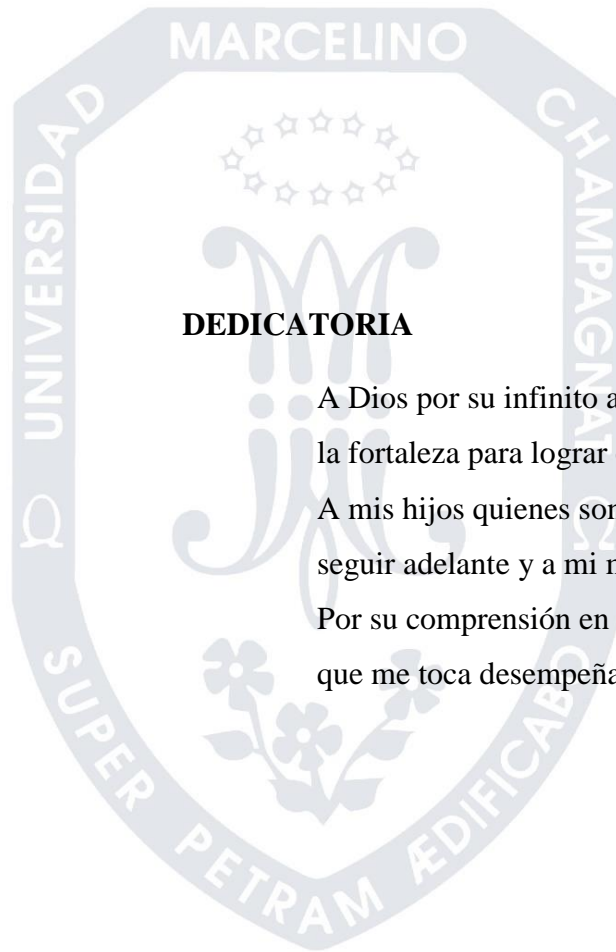 MARCELINO
CHAMPAGNAT
UNIVERSIDAD
SUPER PETRAM ÆDIFICABO
DEDICATORIA
A Dios por su infinito
la fortaleza para lograr
A mis hijos quienes son
seguir adelante y a mi
Por su comprensión en
que me toca